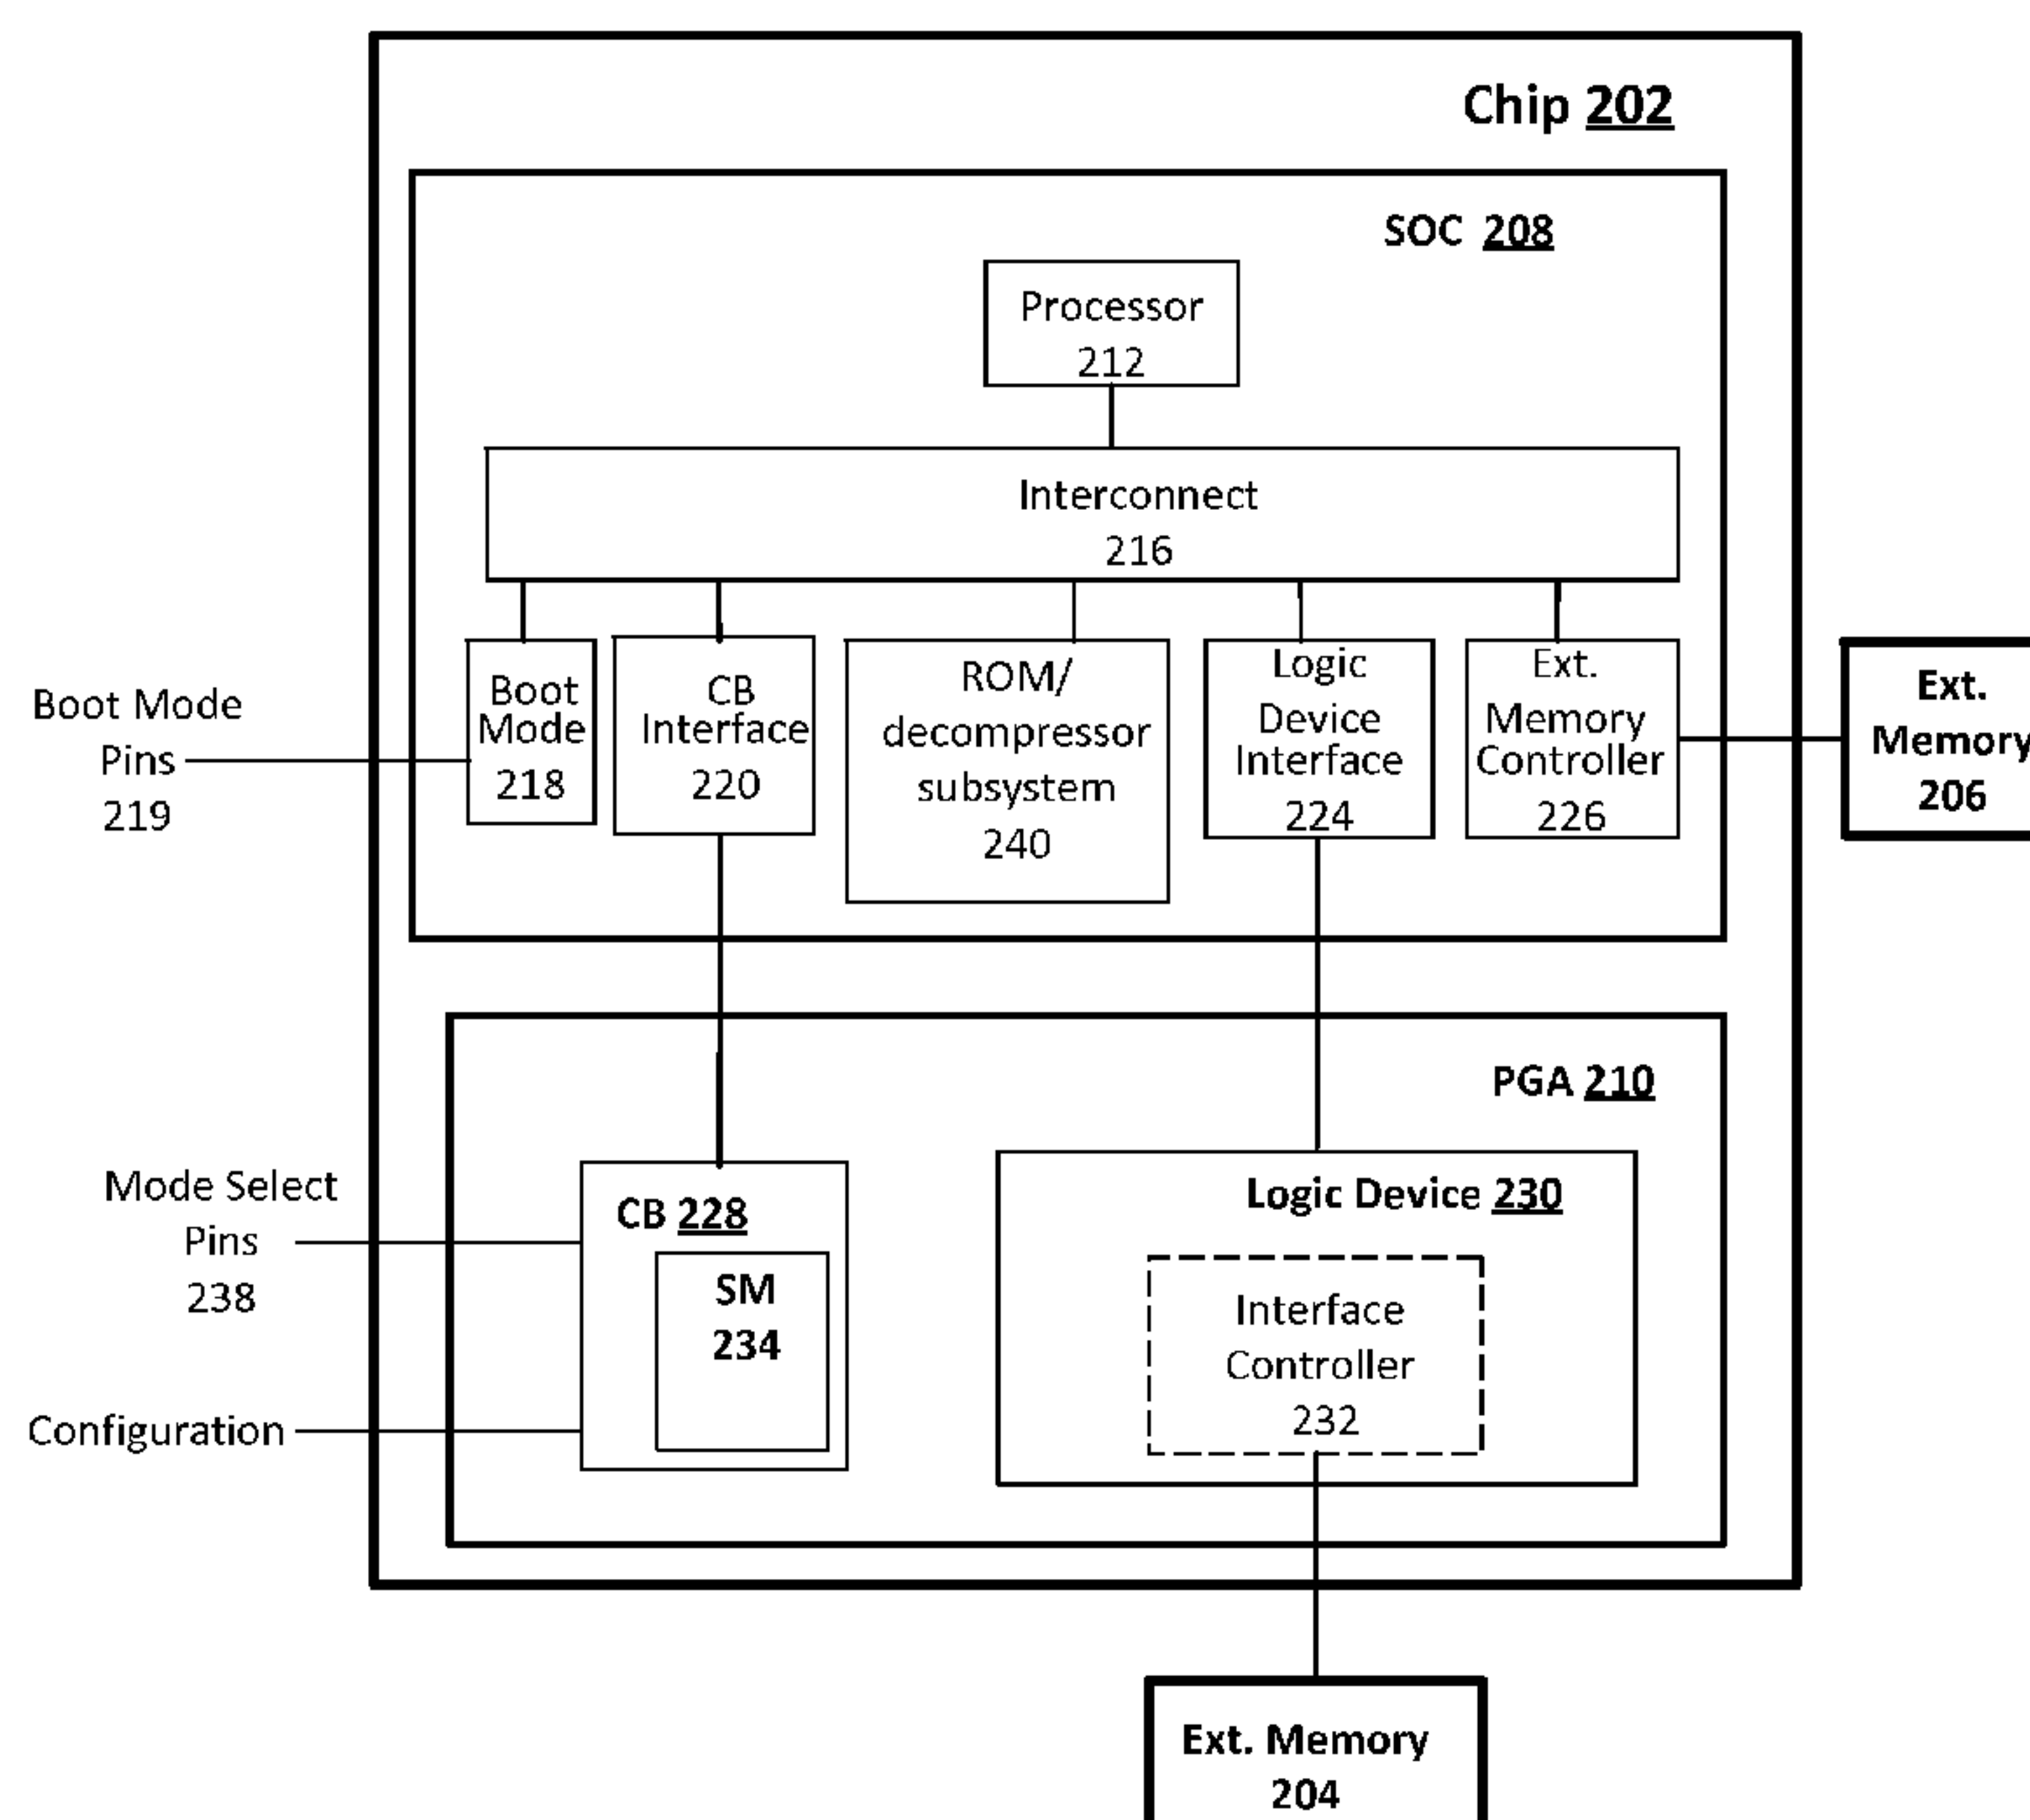 Chip 202
SOC 208
Processor
212
Interconnect
216
Boot Mode
Pins
219
Boot
Mode
218
CB
Interface
220
ROM/
decompressor
subsystem
240
Logic
Device
Interface
224
Ext.
Memory
Controller
226
Ext.
Memory
206
PGA 210
Mode Select
Pins
238
Configuration
CB 228
SM
234
Logic Device 230
Interface
Controller
232
Ext. Memory
204